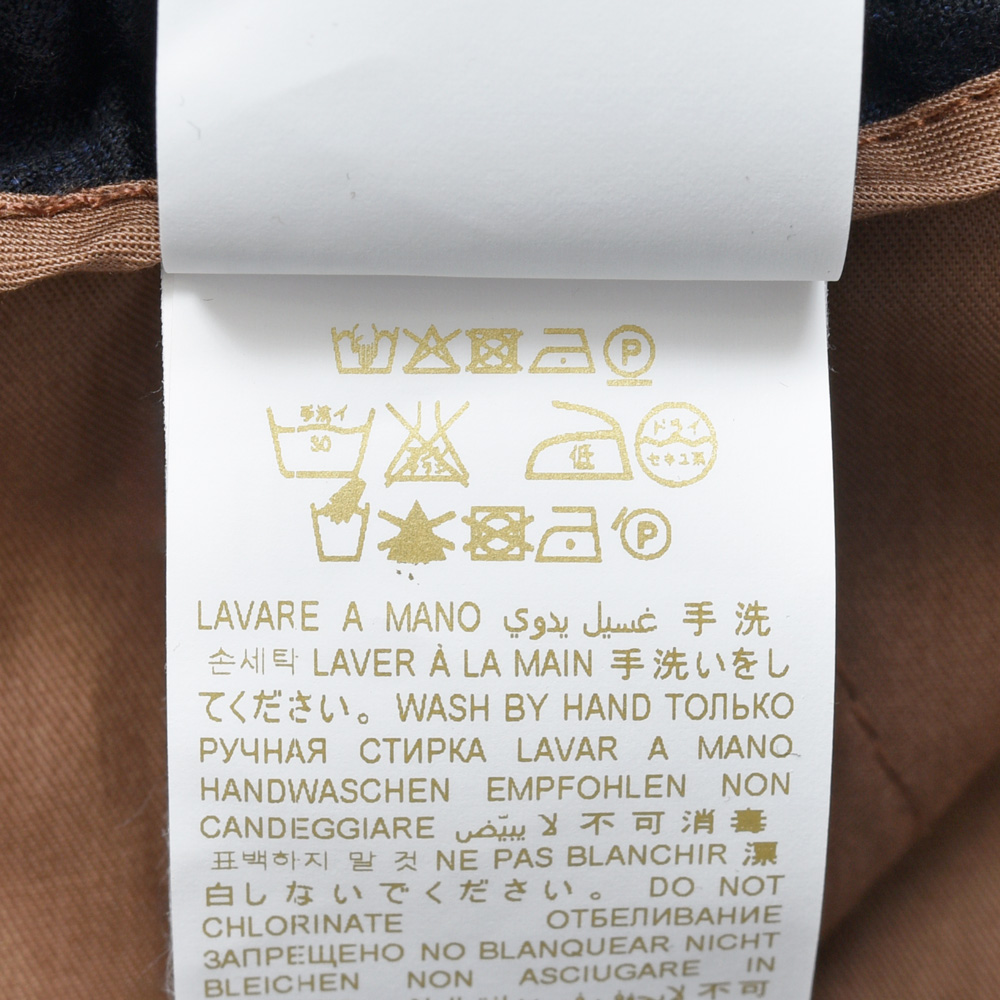 P
手洗イ
30
低
ドライ
セキユ系
P
LAVARE A MANO غسيل يدوي 手洗
손세탁 LAVER À LA MAIN 手洗いをし
てください。 WASH BY HAND ТОЛЬКО
РУЧНАЯ СТИРКА LAVAR A MANO
HANDWASCHEN EMPFOHLEN NON
CANDEGGIARE لا يبيّض 不可消毒
표백하지 말 것 NE PAS BLANCHIR 漂
白しないでください。 DO NOT
CHLORINATE ОТБЕЛИВАНИЕ
ЗАПРЕЩЕНО NO BLANQUEAR NICHT
BLEICHEN NON ASCIUGARE IN
不可